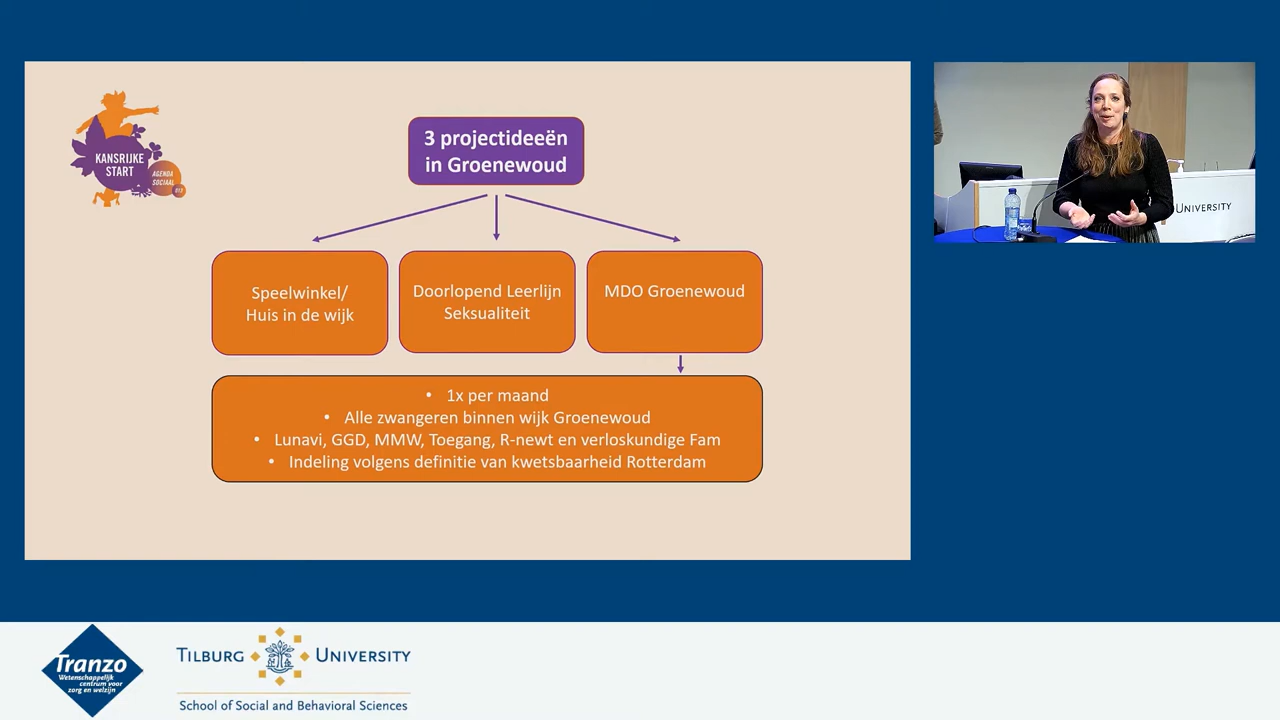 KANSRIJKE
START
AGENDA
SOCIAAL
013
3 projectideeën
in Groenewoud
Speelwinkel/
Huis in de wijk
Doorlopend Leerlijn
Seksualiteit
MDO Groenewoud
• 1x per maand
• Alle zwangeren binnen wijk Groenewoud
• Lunavi, GGD, MMW, Toegang, R-newt en verloskundige Fam
• Indeling volgens definitie van kwetsbaarheid Rotterdam
UNIVERSITY
Tranzo
Wetenschappelijk
centrum voor
zorg en welzijn
TILBURG UNIVERSITY
School of Social and Behavioral Sciences